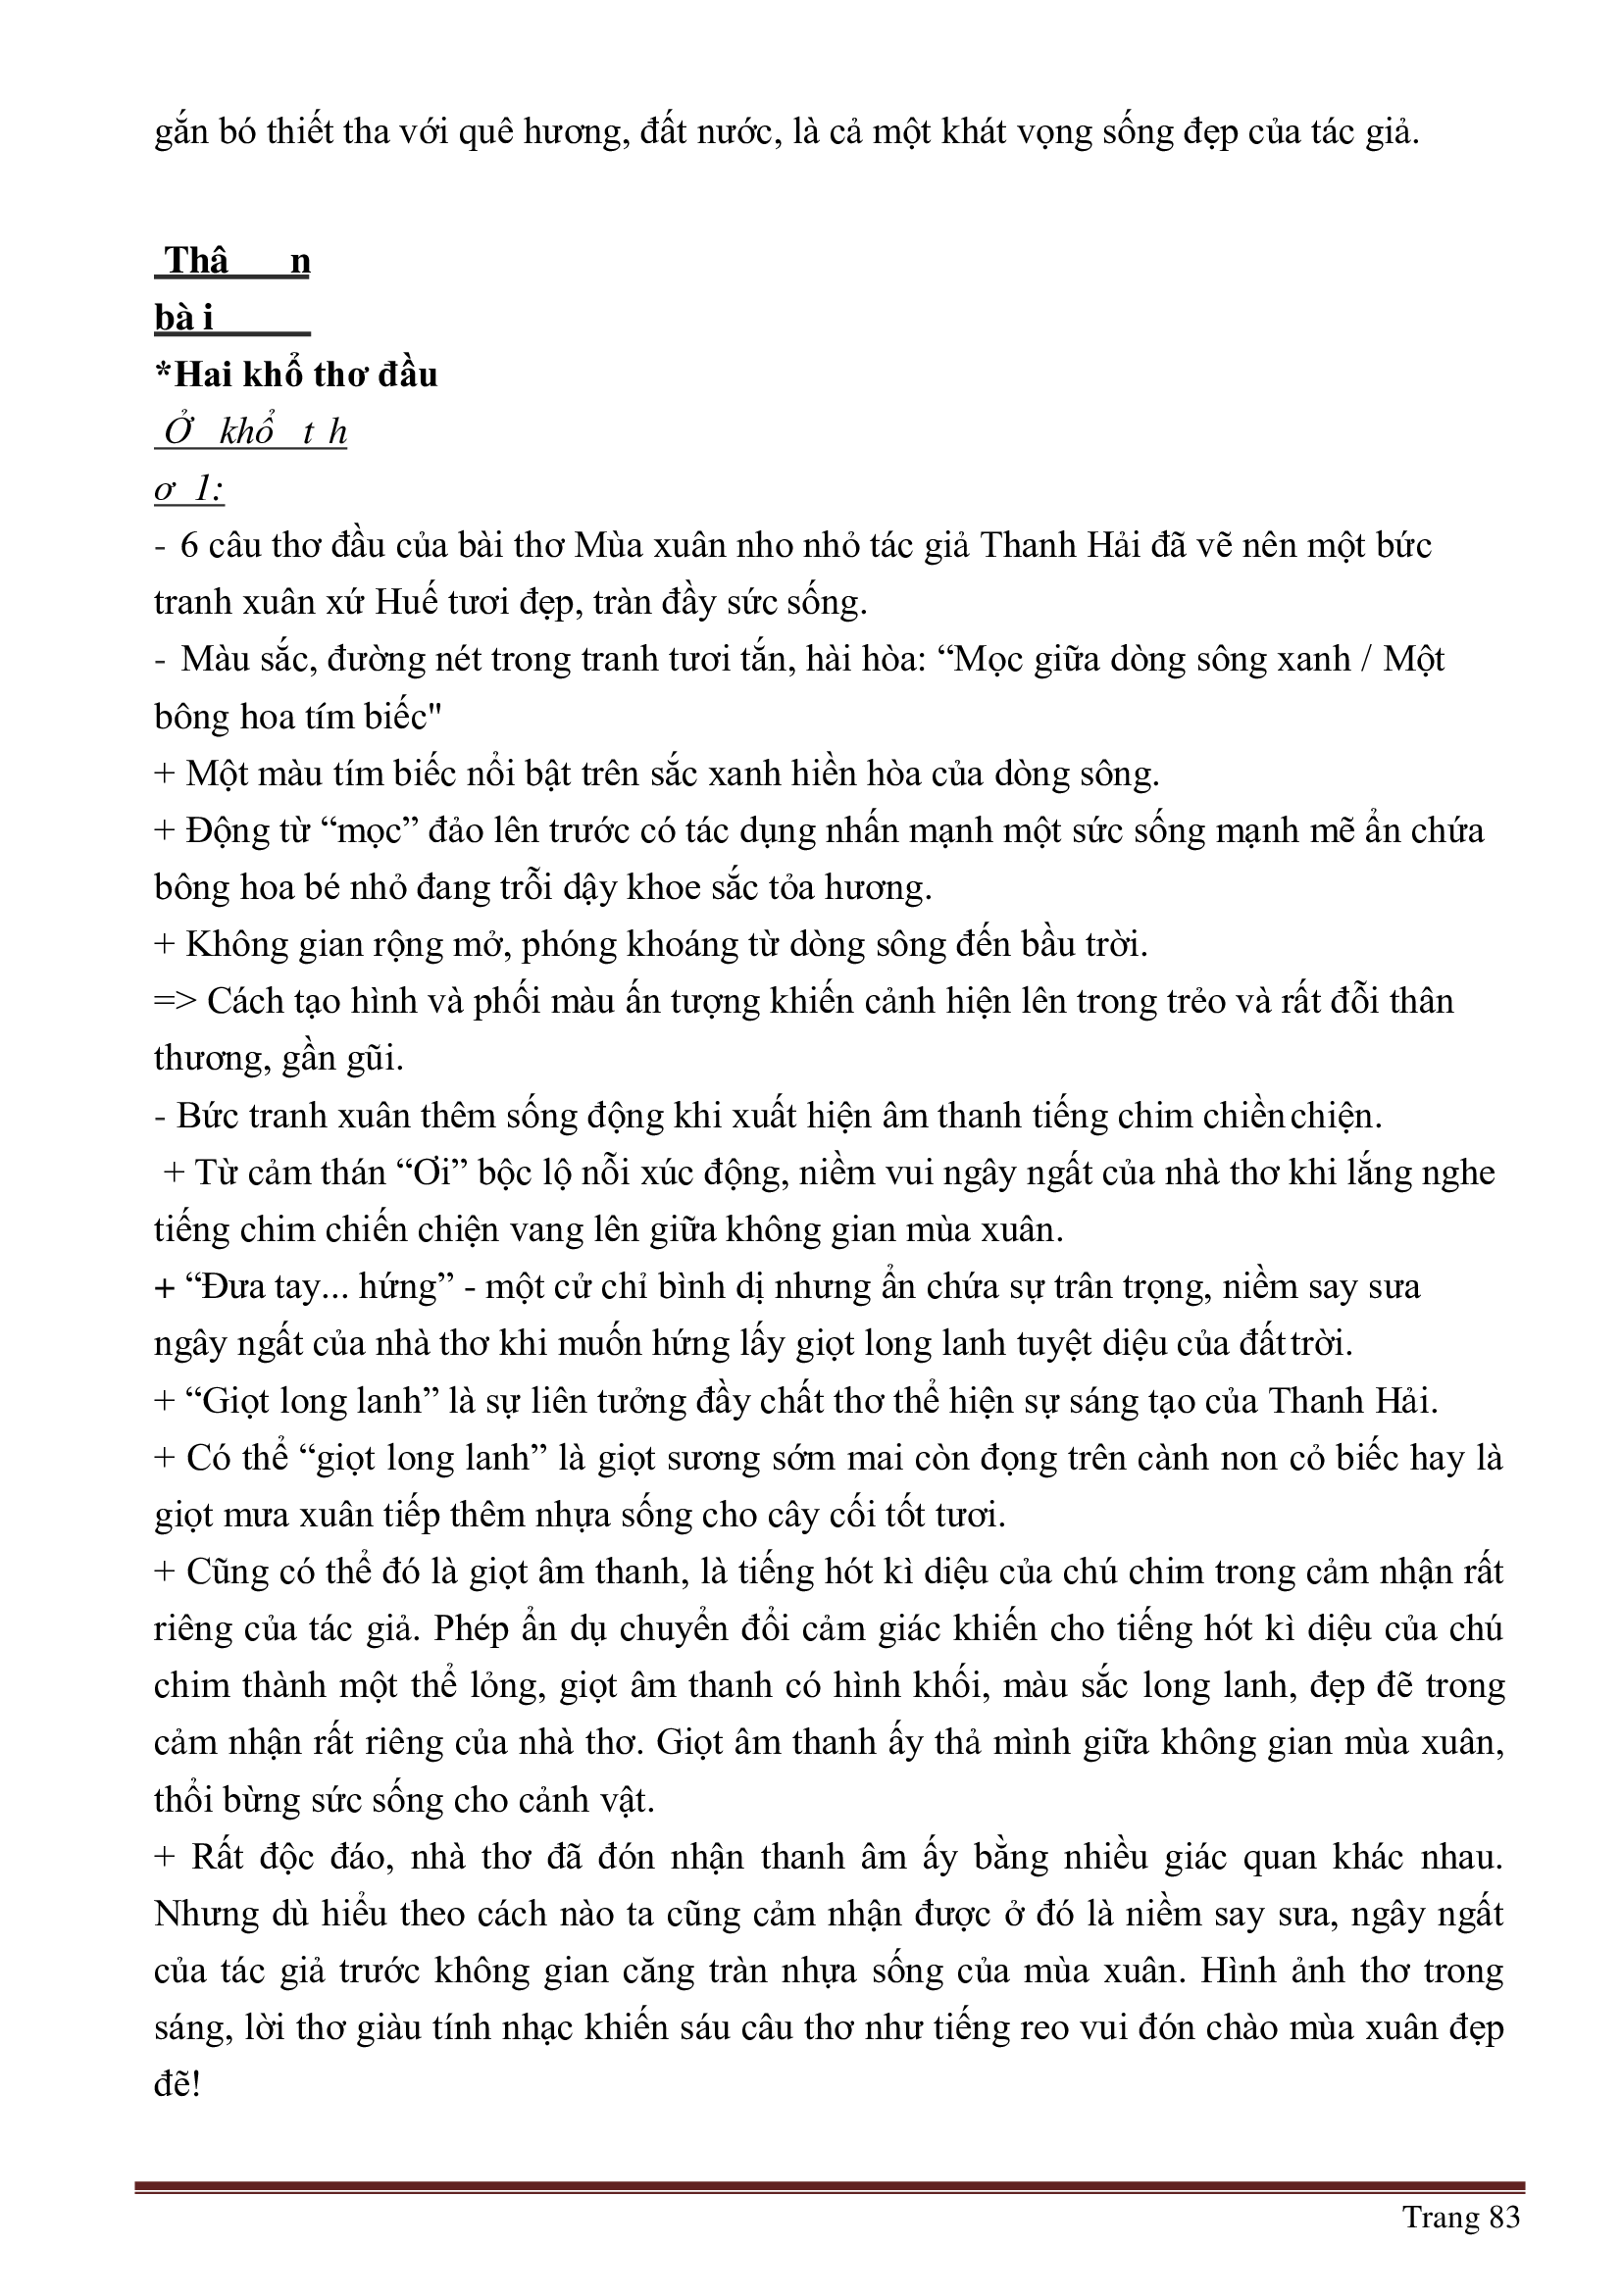 gắn bó thiết tha với quê hương, đất nước, là cả một khát vọng sống đẹp của tác giả.
Thâ n
bà i
*Hai khổ thơ đầu
Ở khổ t h
ơ 1:
- 6 câu thơ đầu của bài thơ Mùa xuân nho nhỏ tác giả Thanh Hải đã vẽ nên một bức
tranh xuân xứ Huế tươi đẹp, tràn đầy sức sống.
- Màu sắc, đường nét trong tranh tươi tắn, hài hòa: “Mọc giữa dòng sông xanh / Một
bông hoa tím biếc"
+ Một màu tím biếc nổi bật trên sắc xanh hiền hòa của dòng sông.
+ Động từ “mọc” đảo lên trước có tác dụng nhấn mạnh một sức sống mạnh mẽ ẩn chứa
bông hoa bé nhỏ đang trỗi dậy khoe sắc tỏa hương.
+ Không gian rộng mở, phóng khoáng từ dòng sông đến bầu trời.
=> Cách tạo hình và phối màu ấn tượng khiến cảnh hiện lên trong trẻo và rất đỗi thân
thương, gần gũi.
- Bức tranh xuân thêm sống động khi xuất hiện âm thanh tiếng chim chiền chiện.
+ Từ cảm thán “Ơi” bộc lộ nỗi xúc động, niềm vui ngây ngất của nhà thơ khi lắng nghe
tiếng chim chiến chiện vang lên giữa không gian mùa xuân.
+ “Đưa tay... hứng” - một cử chỉ bình dị nhưng ẩn chứa sự trân trọng, niềm say sưa
ngây ngất của nhà thơ khi muốn hứng lấy giọt long lanh tuyệt diệu của đất trời.
+ “Giọt long lanh” là sự liên tưởng đầy chất thơ thể hiện sự sáng tạo của Thanh Hải.
+ Có thể “giọt long lanh” là giọt sương sớm mai còn đọng trên cành non cỏ biếc hay là
giọt mưa xuân tiếp thêm nhựa sống cho cây cối tốt tươi.
+ Cũng có thể đó là giọt âm thanh, là tiếng hót kì diệu của chú chim trong cảm nhận rất
riêng của tác giả. Phép ẩn dụ chuyển đổi cảm giác khiến cho tiếng hót kì diệu của chú
chim thành một thể lỏng, giọt âm thanh có hình khối, màu sắc long lanh, đẹp đẽ trong
cảm nhận rất riêng của nhà thơ. Giọt âm thanh ấy thả mình giữa không gian mùa xuân,
thổi bừng sức sống cho cảnh vật.
+ Rất độc đáo, nhà thơ đã đón nhận thanh âm ấy bằng nhiều giác quan khác nhau.
Nhưng dù hiểu theo cách nào ta cũng cảm nhận được ở đó là niềm say sưa, ngây ngất
của tác giả trước không gian căng tràn nhựa sống của mùa xuân. Hình ảnh thơ trong
sáng, lời thơ giàu tính nhạc khiến sáu câu thơ như tiếng reo vui đón chào mùa xuân đẹp
đẽ!
Trang 83